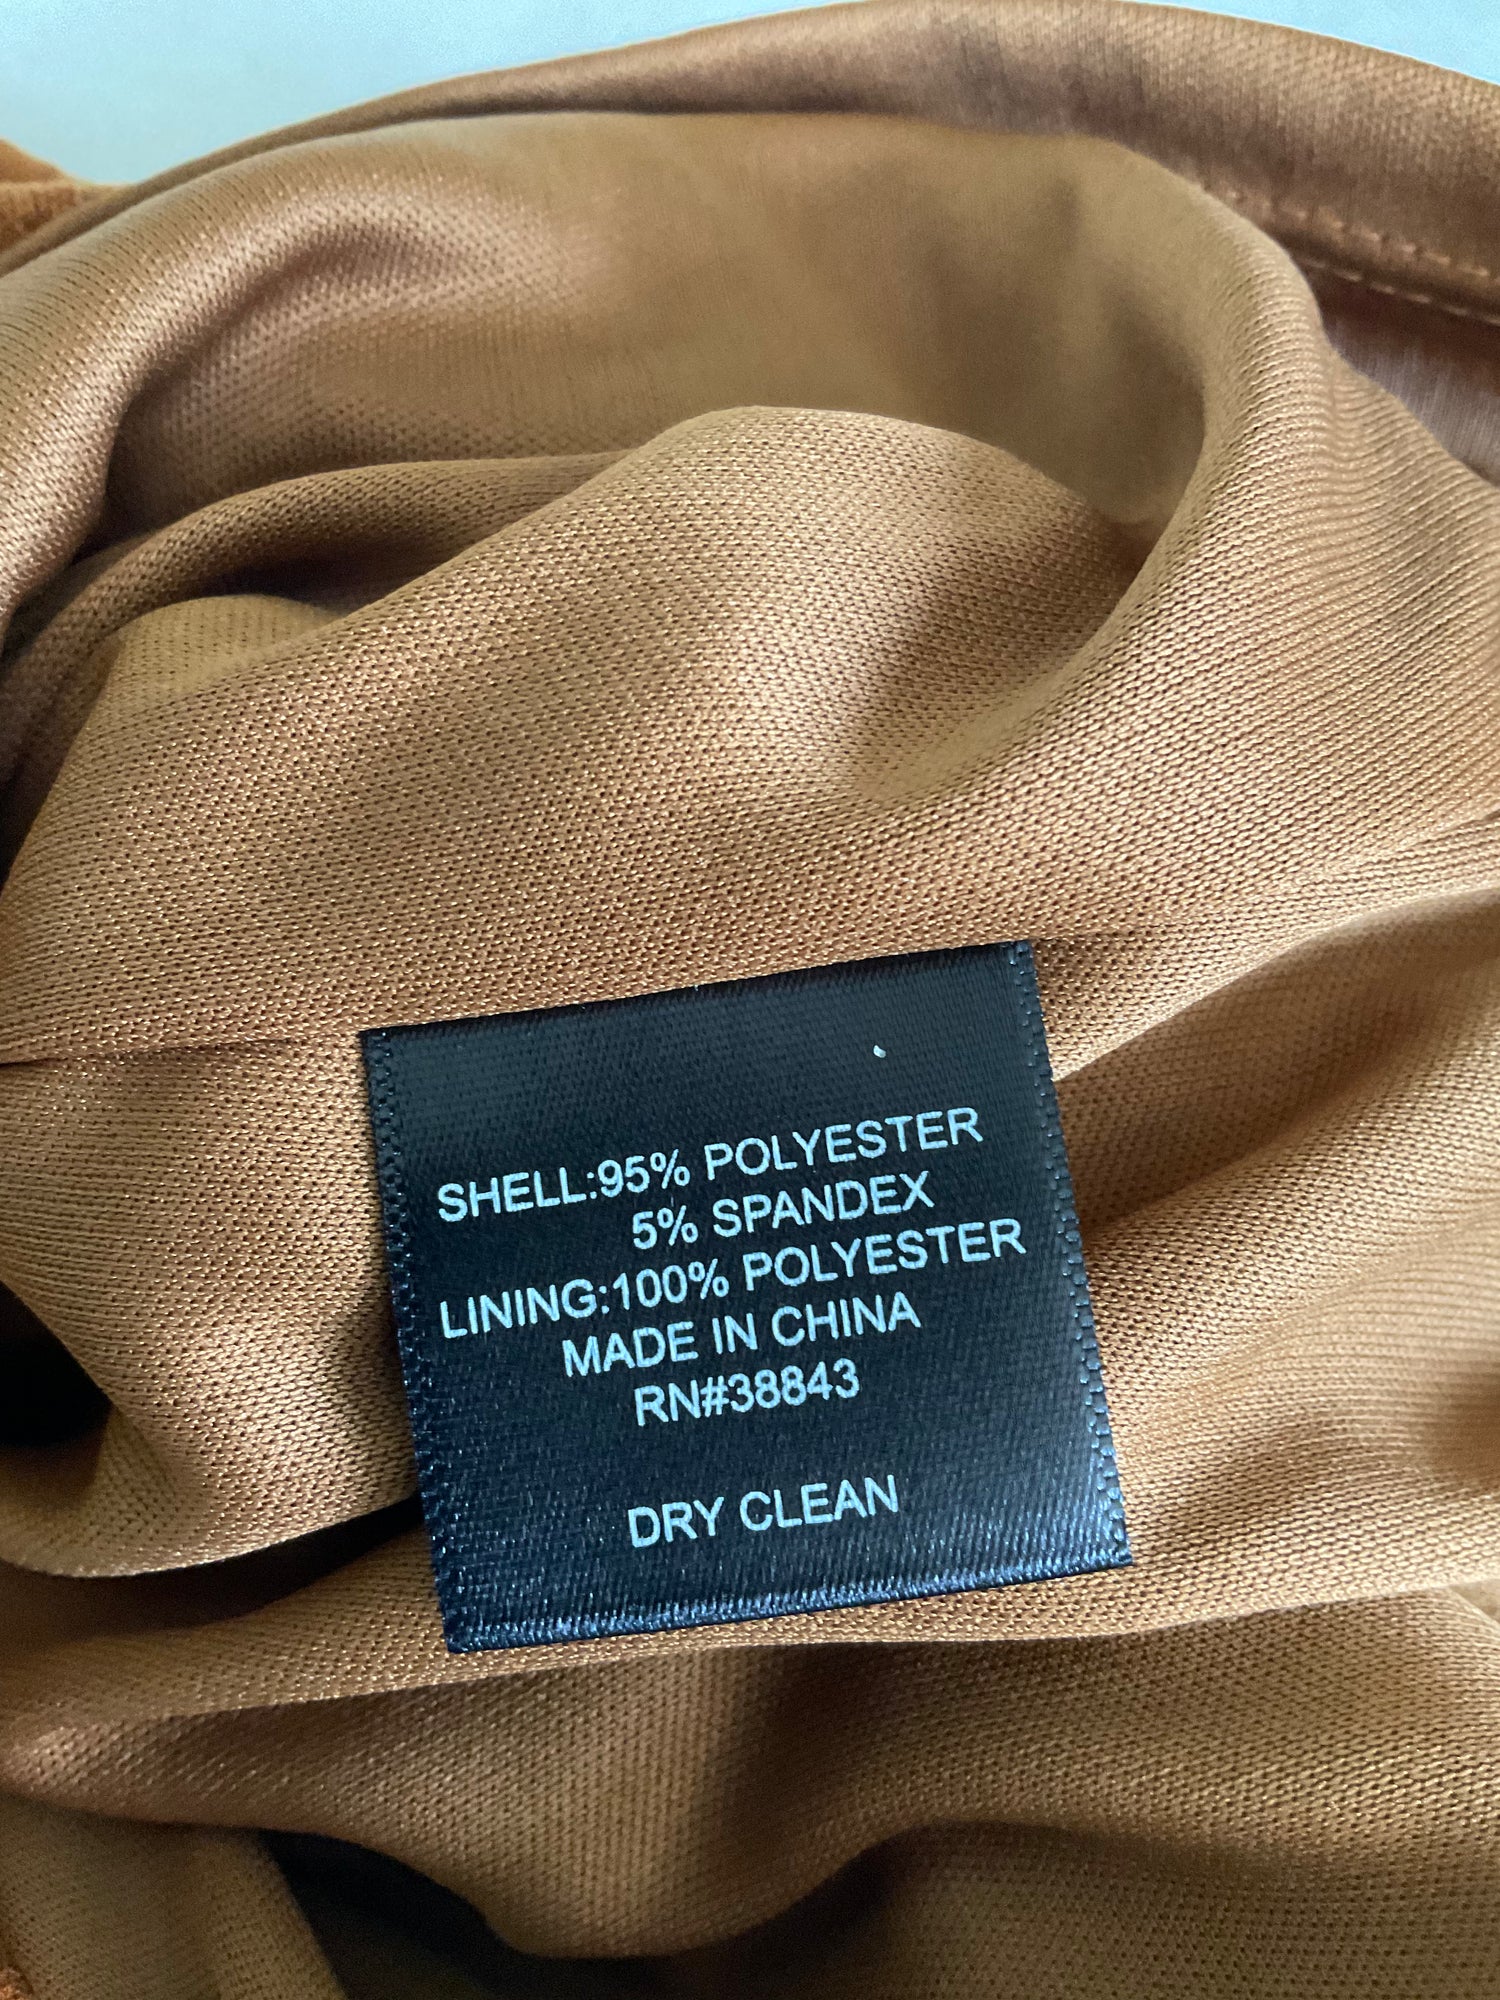 SHELL:95% POLYESTER
5% SPANDEX
LINING:100% POLYESTER
MADE IN CHINA
RN#38843
DRY CLEAN